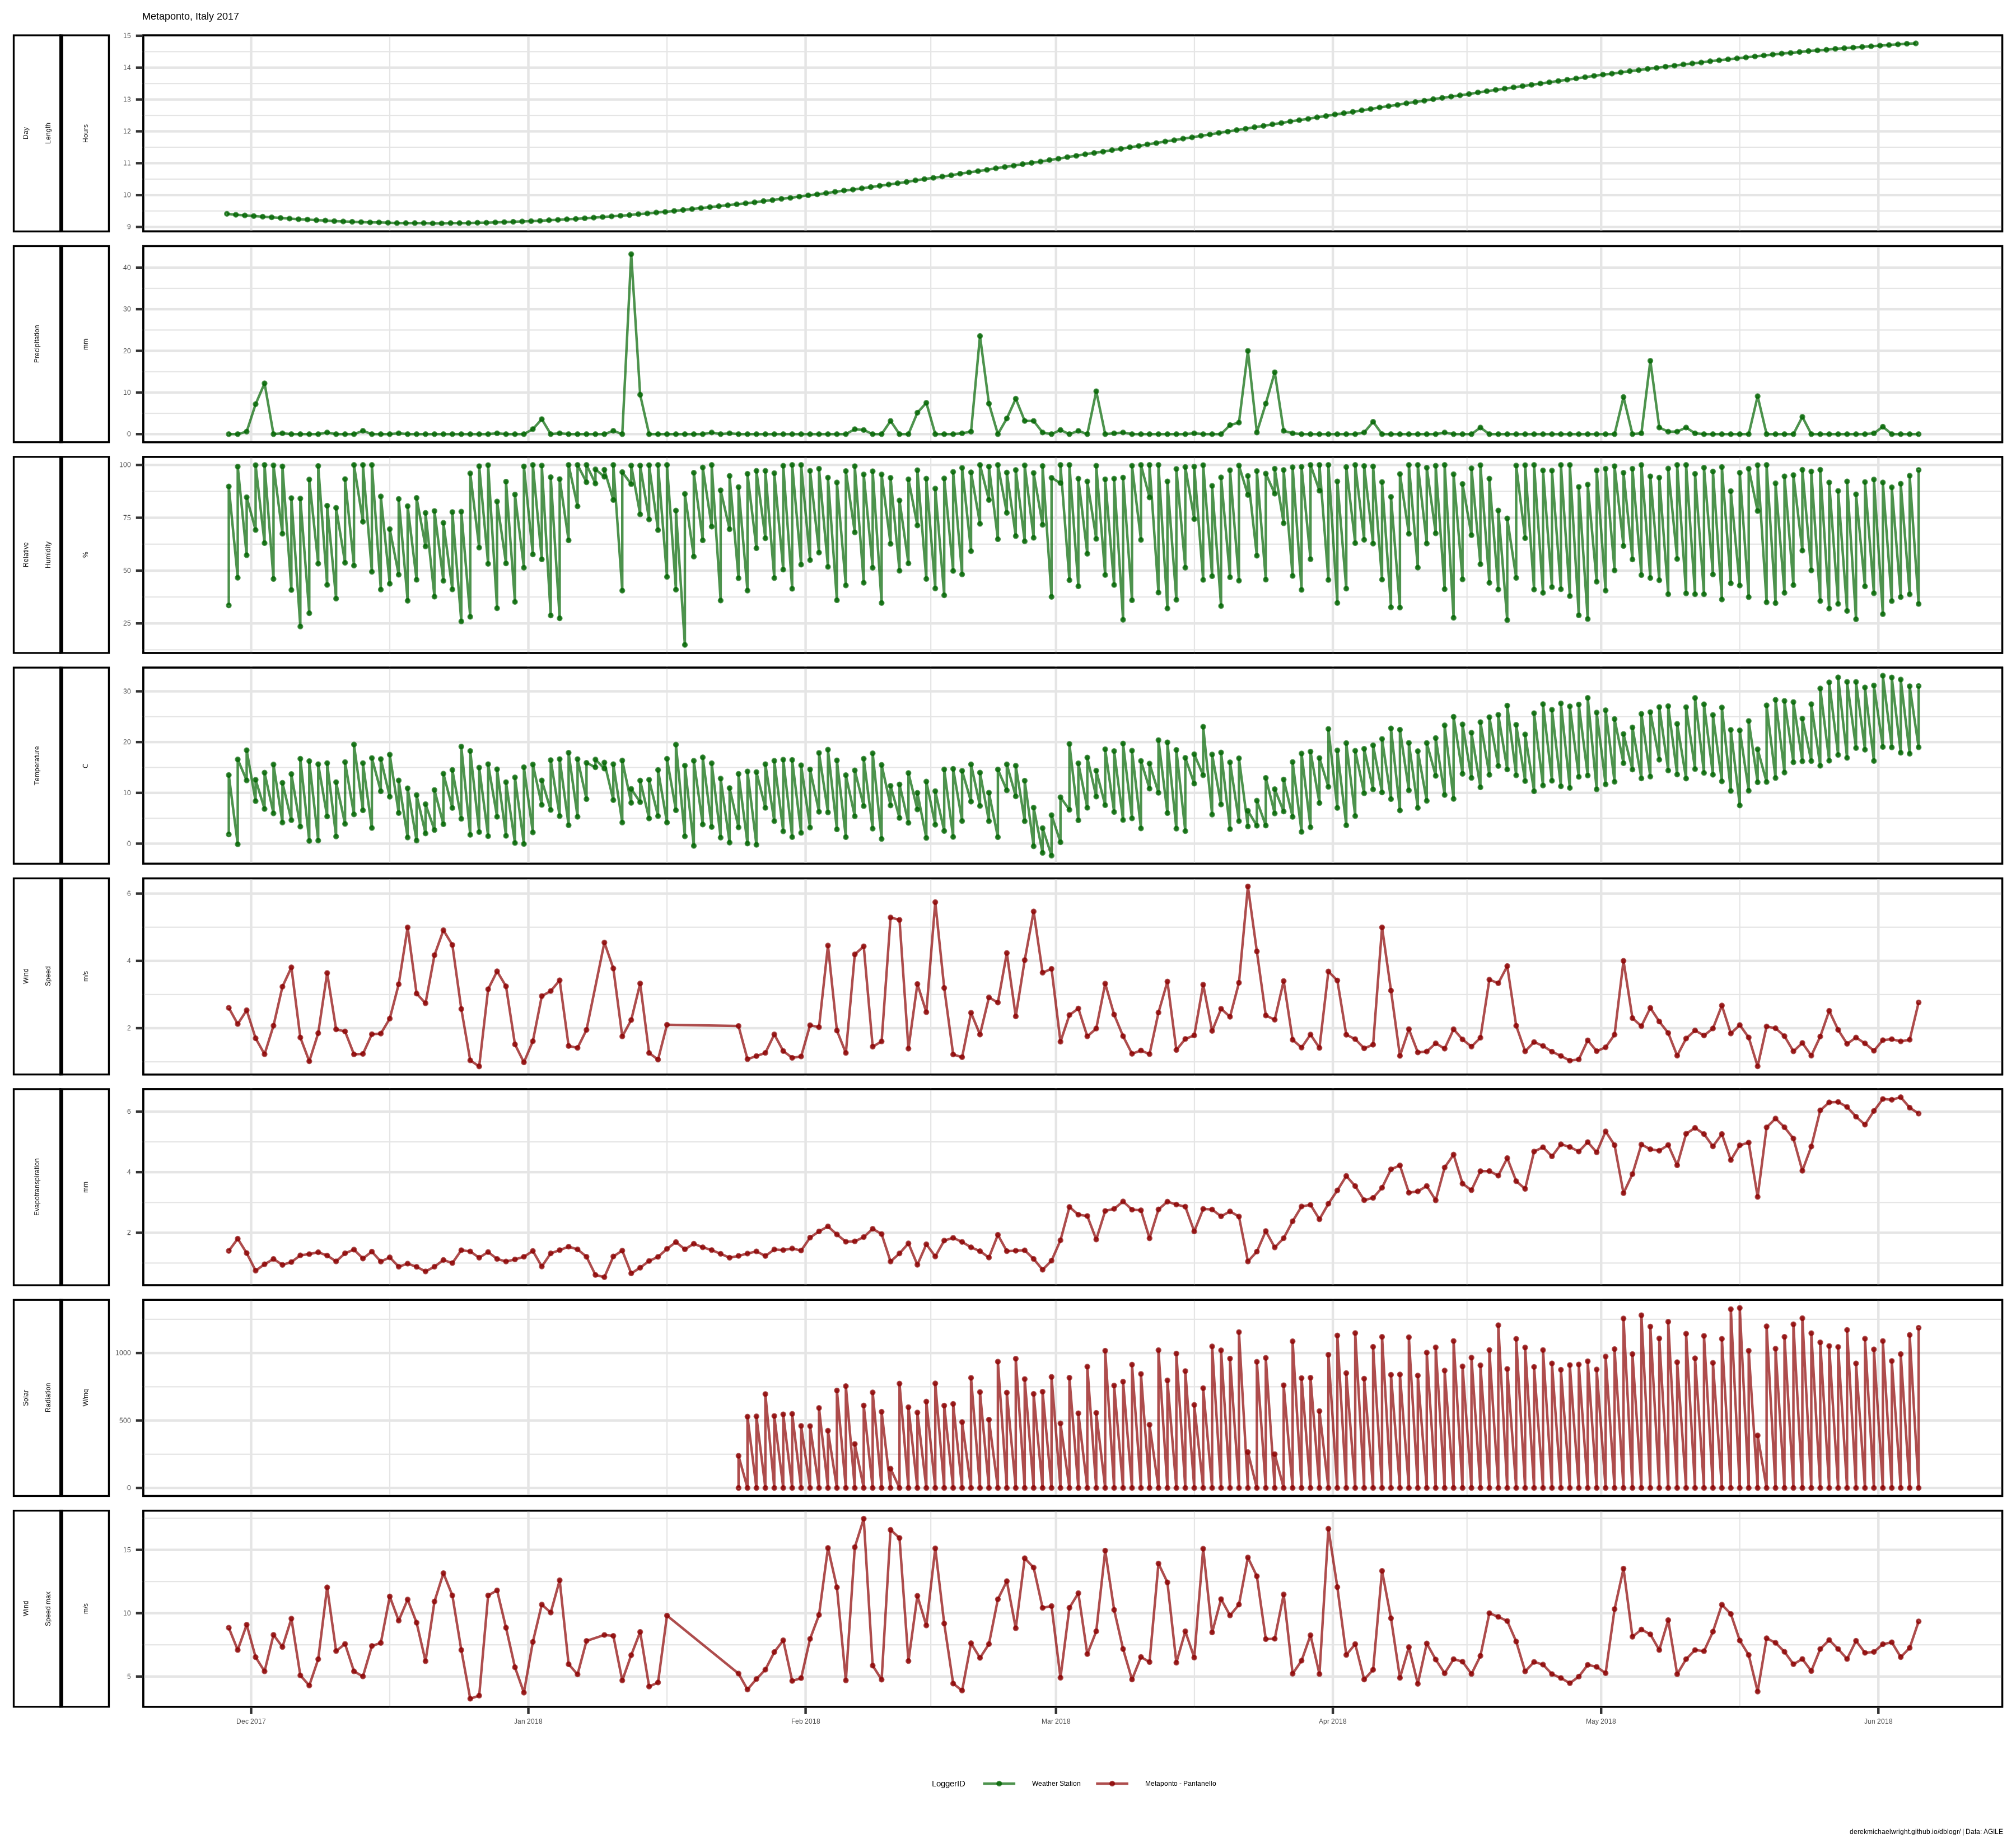 Metaponto, Italy 2017
Day
Length
Hours
15
14
13
12
11
10
9
Precipitation
mm
40
30
20
10
0
Relative
Humidity
%
100
75
50
25
Temperature
C
30
20
10
0
Wind
Speed
m/s
6
4
2
Evapotranspiration
mm
6
4
2
Solar
Radiation
W/mq
1000
500
0
Wind
Speed max
m/s
15
10
5
Dec 2017 Jan 2018 Feb 2018 Mar 2018 Apr 2018 May 2018 Jun 2018
LoggerID Weather Station Metaponto - Pantanello
derekmichaelwright.github.io/dblogr/ | Data: AGILE